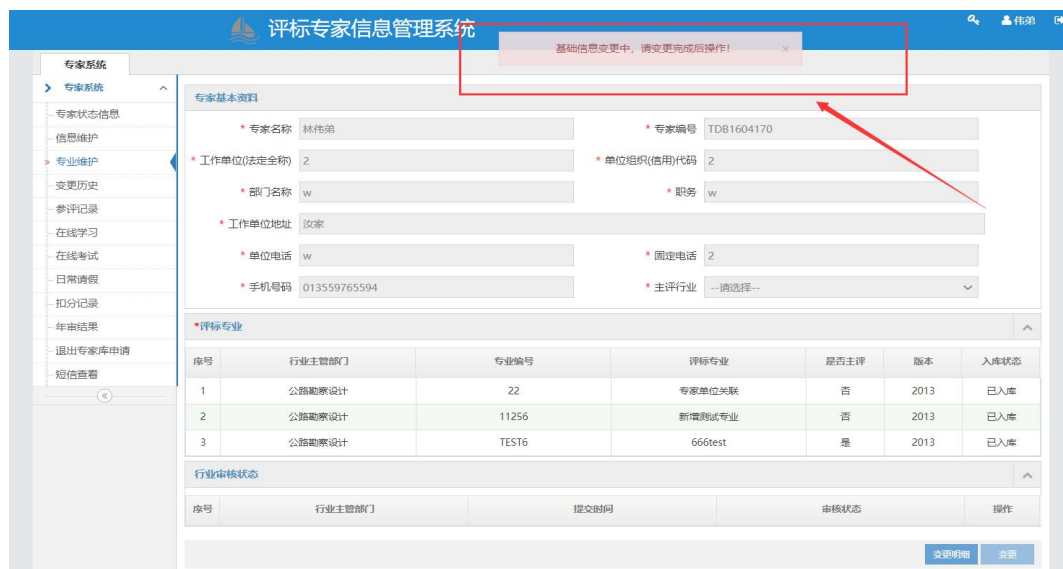 评标专家信息管理系统
伟弟
基础信息变更中，请变更完成后操作！ ×
专家系统
专家系统
专家状态信息
信息维护
专业维护
变更历史
参评记录
在线学习
在线考试
日常请假
扣分记录
年审结果
退出专家库申请
短信查看
专家基本资料
* 专家名称 林伟弟 * 专家编号 TDB1604170
* 工作单位(法定全称) 2 * 单位组织(信用)代码 2
* 部门名称 w * 职务 w
* 工作单位地址 汝家
* 单位电话 w * 固定电话 2
* 手机号码 013559765594 * 主评行业 --请选择--
*评标专业
序号 行业主管部门 专业编号 评标专业 是否主评 版本 入库状态
1 公路勘察设计 22 专家单位关联 否 2013 已入库
2 公路勘察设计 11256 新增测试专业 否 2013 已入库
3 公路勘察设计 TEST6 666test 是 2013 已入库
行业审核状态
序号 行业主管部门 提交时间 审核状态 操作
变更明细 变更